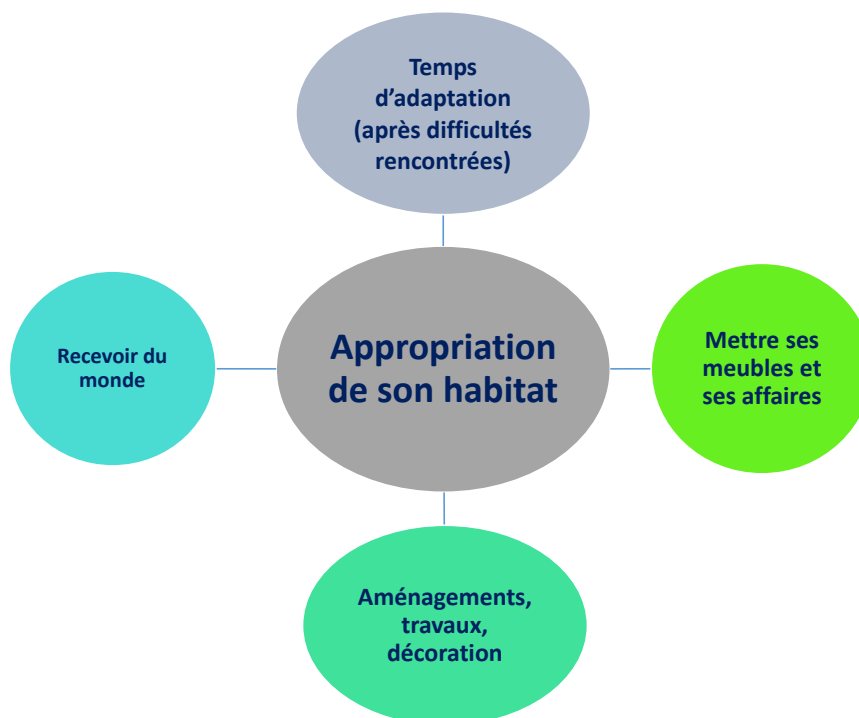 Temps
d’adaptation
(après difficultés
rencontrées)
Recevoir du
monde
Appropriation
de son habitat
Mettre ses
meubles et
ses affaires
Aménagements,
travaux,
décoration